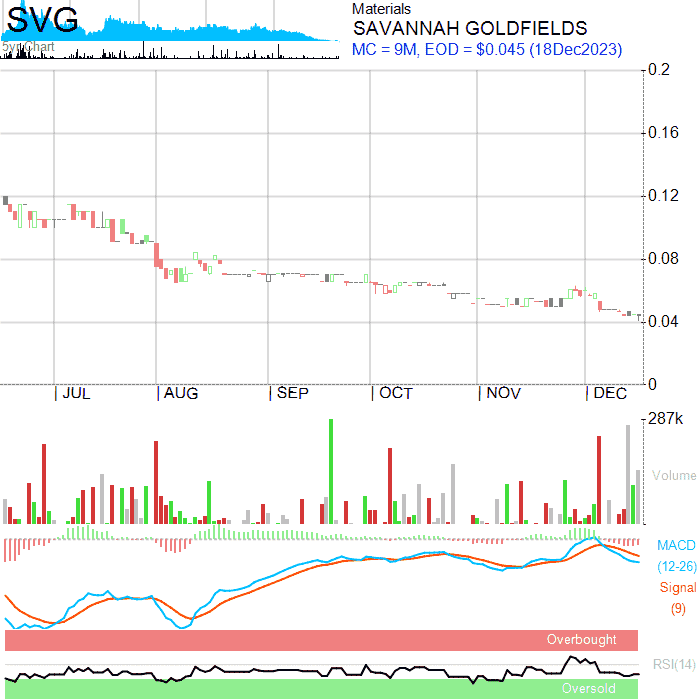 SVG
5yr Chart
Materials
SAVANNAH GOLDFIELDS
MC = 9M, EOD = $0.045 (18Dec2023)
0.2
0.16
0.12
0.08
0.04
0
JUL AUG SEP OCT NOV DEC
287k
Volume
MACD
(12-26)
Signal
(9)
Overbought
RSI(14)
Oversold